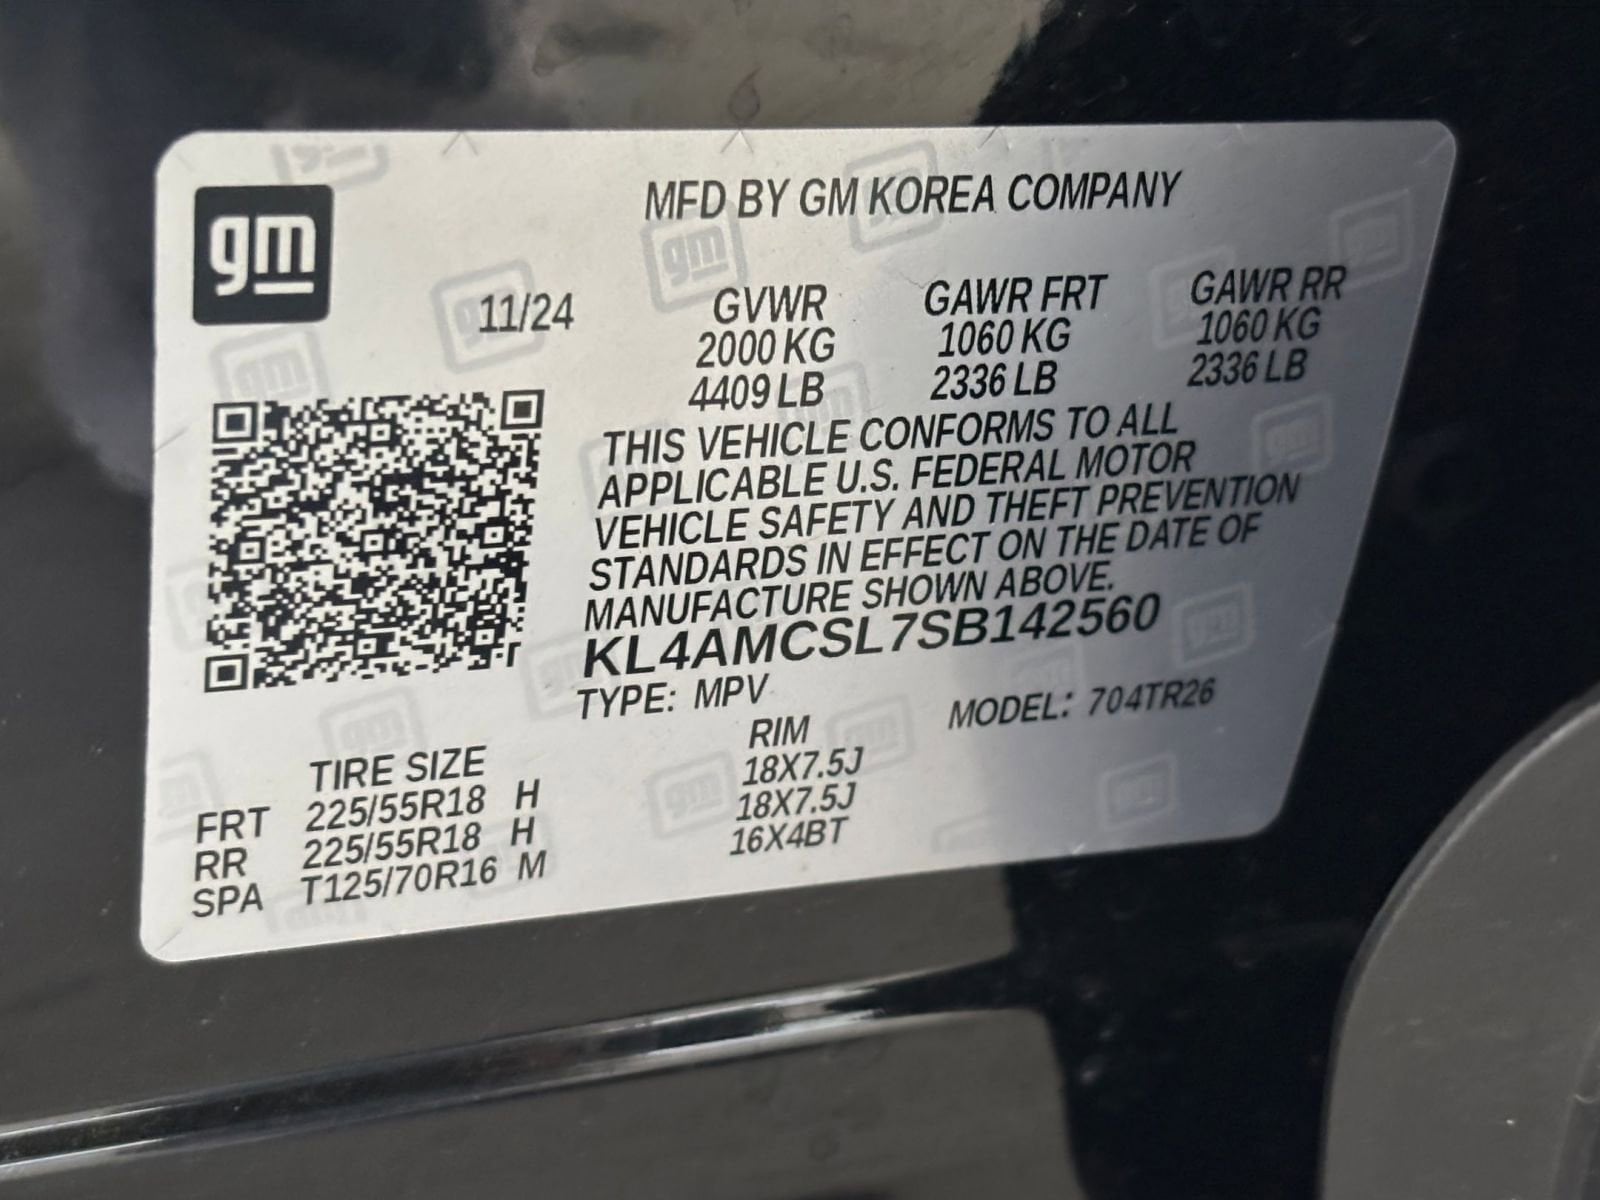 gm
MFD BY GM KOREA COMPANY
11/24
GVWR GAWR FRT GAWR RR
2000 KG 1060 KG 1060 KG
4409 LB 2336 LB 2336 LB
THIS VEHICLE CONFORMS TO ALL
APPLICABLE U.S. FEDERAL MOTOR
VEHICLE SAFETY AND THEFT PREVENTION
STANDARDS IN EFFECT ON THE DATE OF
MANUFACTURE SHOWN ABOVE.
KL4AMCSL7SB142560
TYPE: MPV MODEL: 704TR26
TIRE SIZE RIM
FRT 225/55R18 H 18X7.5J
RR 225/55R18 H 18X7.5J
SPA T125/70R16 M 16X4BT